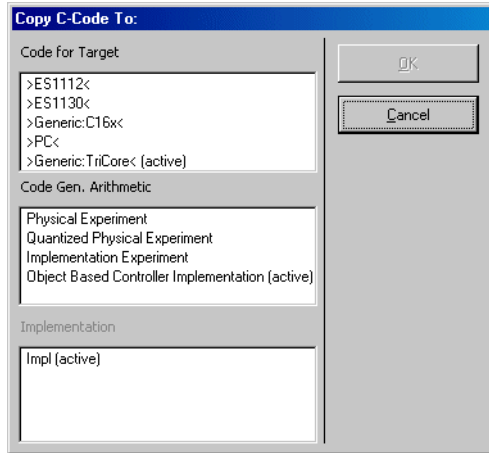 Copy C-Code To:
Code for Target
>ES1112<
>ES1130<
>Generic:C16x<
>PC<
>Generic:TriCore< (active)
Code Gen. Arithmetic
Physical Experiment
Quantized Physical Experiment
Implementation Experiment
Object Based Controller Implementation (active)
Implementation
Impl (active)
OK
Cancel